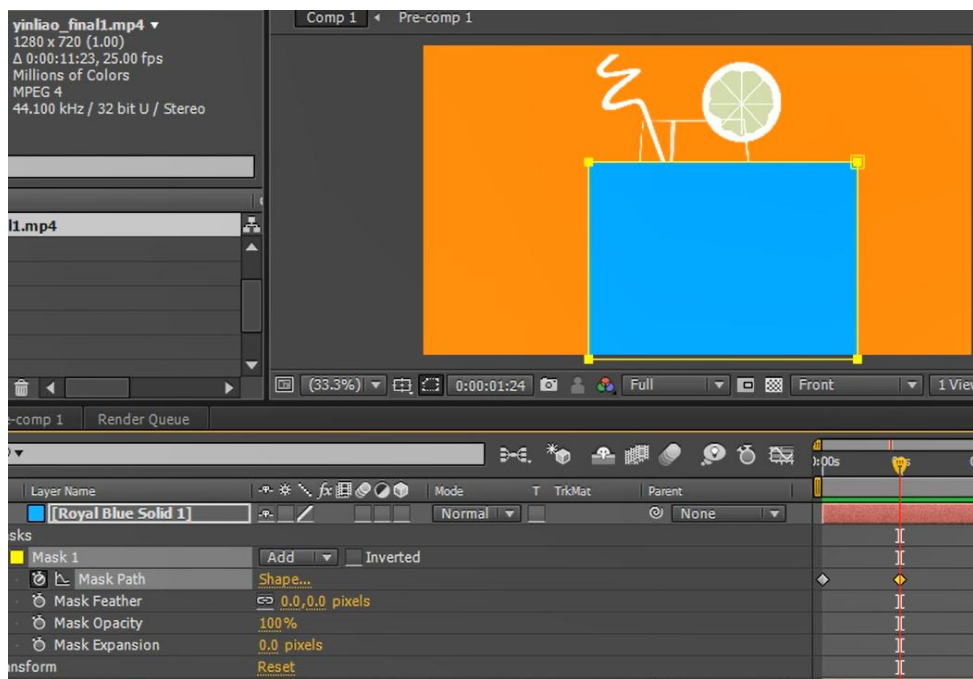 yinliao_final1.mp4 ▼
1280 x 720 (1.00)
Δ 0:00:11:23, 25.00 fps
Millions of Colors
MPEG 4
44.100 kHz / 32 bit U / Stereo
l1.mp4
Comp 1 Pre-comp 1
(33.3%) 0:00:01:24 Full Front 1 View
e-comp 1 Render Queue
Layer Name fx Mode T TrkMat Parent
):00s
[[Royal Blue Solid 1] Normal None
sks
Mask 1 Add Inverted
Mask Path Shape...
Mask Feather 0.0,0.0 pixels
Mask Opacity 100%
Mask Expansion 0.0 pixels
ansform Reset